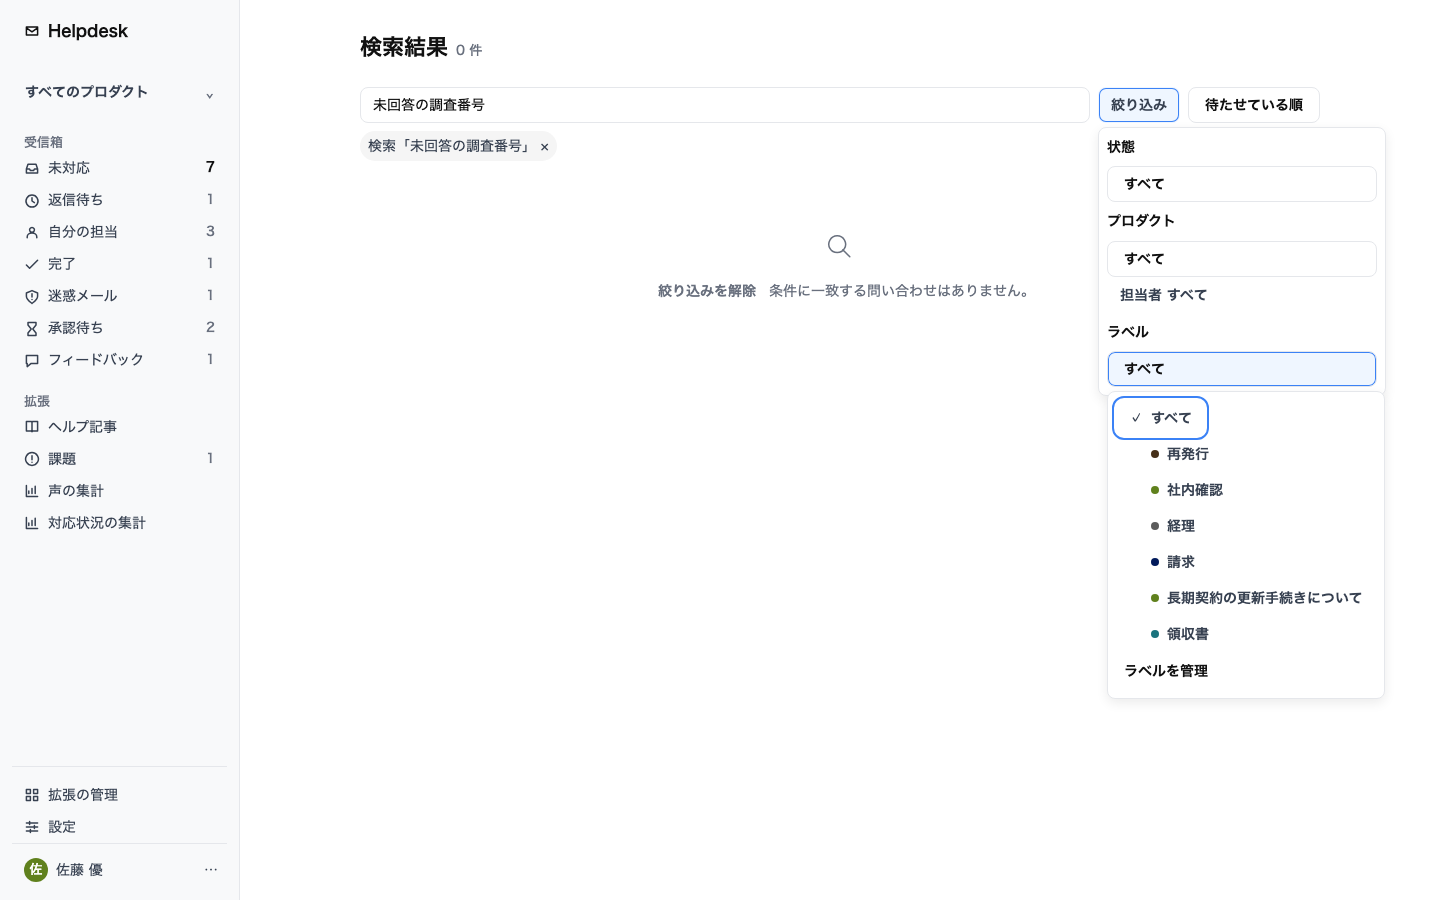 Helpdesk
すべてのプロダクト
受信箱
未対応 7
返信待ち 1
自分の担当 3
完了 1
迷惑メール 1
承認待ち 2
フィードバック 1
拡張
ヘルプ記事
課題 1
声の集計
対応状況の集計
拡張の管理
設定
佐 佐藤 優 ...
検索結果 0 件
未回答の調査番号 絞り込み 待たせている順
検索「未回答の調査番号」 ×
絞り込みを解除 条件に一致する問い合わせはありません。
状態
すべて
プロダクト
すべて
担当者 すべて
ラベル
すべて
✓ すべて
再発行
社内確認
経理
請求
長期契約の更新手続きについて
領収書
ラベルを管理